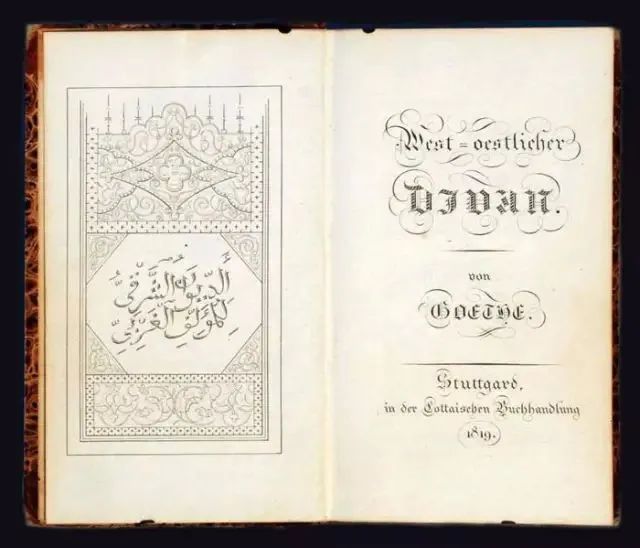 الديوان الشرقي
للمؤلف الغربي
West=oestlicher
DIVAN.
von
GOETHE.
Stuttgard,
in der Cottaischen Buchhandlung
1819.